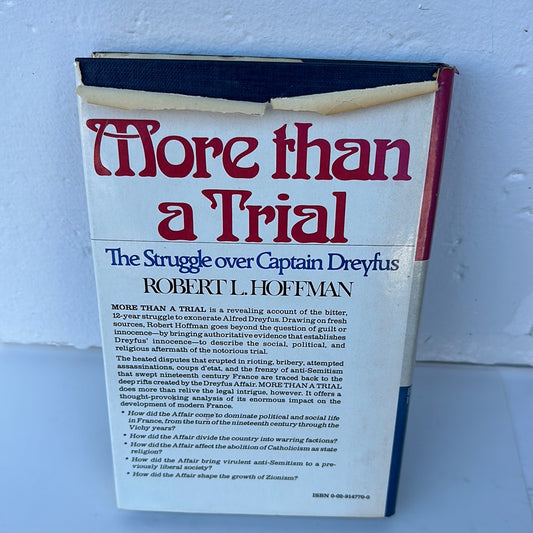 More than
a Trial
The Struggle over Captain Dreyfus
ROBERT L. HOFFMAN
MORE THAN A TRIAL is a revealing account of the bitter,
12-year struggle to exonerate Alfred Dreyfus. Drawing on fresh
sources, Robert Hoffman goes beyond the question of guilt or
innocence—by bringing authoritative evidence that establishes
Dreyfus' innocence—to describe the social, political, and
religious aftermath of the notorious trial.
The heated disputes that erupted in rioting, bribery, attempted
assassinations, coups d'etat, and the frenzy of anti-Semitism
that swept nineteenth century France are traced back to the
deep rifts created by the Dreyfus Affair. MORE THAN A TRIAL
does more than relive the legal intrigue, however. It offers a
thought-provoking analysis of its enormous impact on the
development of modern France.
• How did the Affair come to dominate political and social life
in France, from the turn of the nineteenth century through the
Vichy years?
• How did the Affair divide the country into warring factions?
• How did the Affair affect the abolition of Catholicism as state
religion?
• How did the Affair bring virulent anti-Semitism to a pre-
viously liberal society?
• How did the Affair shape the growth of Zionism?
ISBN 0-02-914770-0